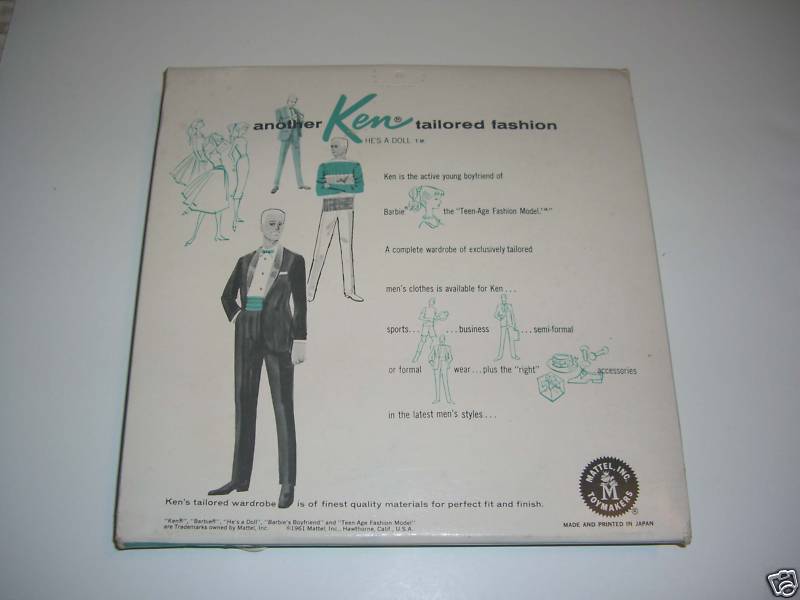 another Ken® tailored fashion
HE'S A DOLL T.M.
Ken is the active young boyfriend of
Barbie® the "Teen-Age Fashion Model."™
A complete wardrobe of exclusively tailored
men's clothes is available for Ken...
sports... ...business ...semi-formal
or formal wear...plus the "right" accessories
in the latest men's styles...
MATTEL, INC.
M
TOYMAKERS
®
Ken's tailored wardrobe is of finest quality materials for perfect fit and finish.
"Ken®", "Barbie®", "He's a Doll", "Barbie's Boyfriend" and "Teen Age Fashion Model"
are Trademarks owned by Mattel, Inc. ©1961 Mattel, Inc., Hawthorne, Calif., U.S.A.
MADE AND PRINTED IN JAPAN